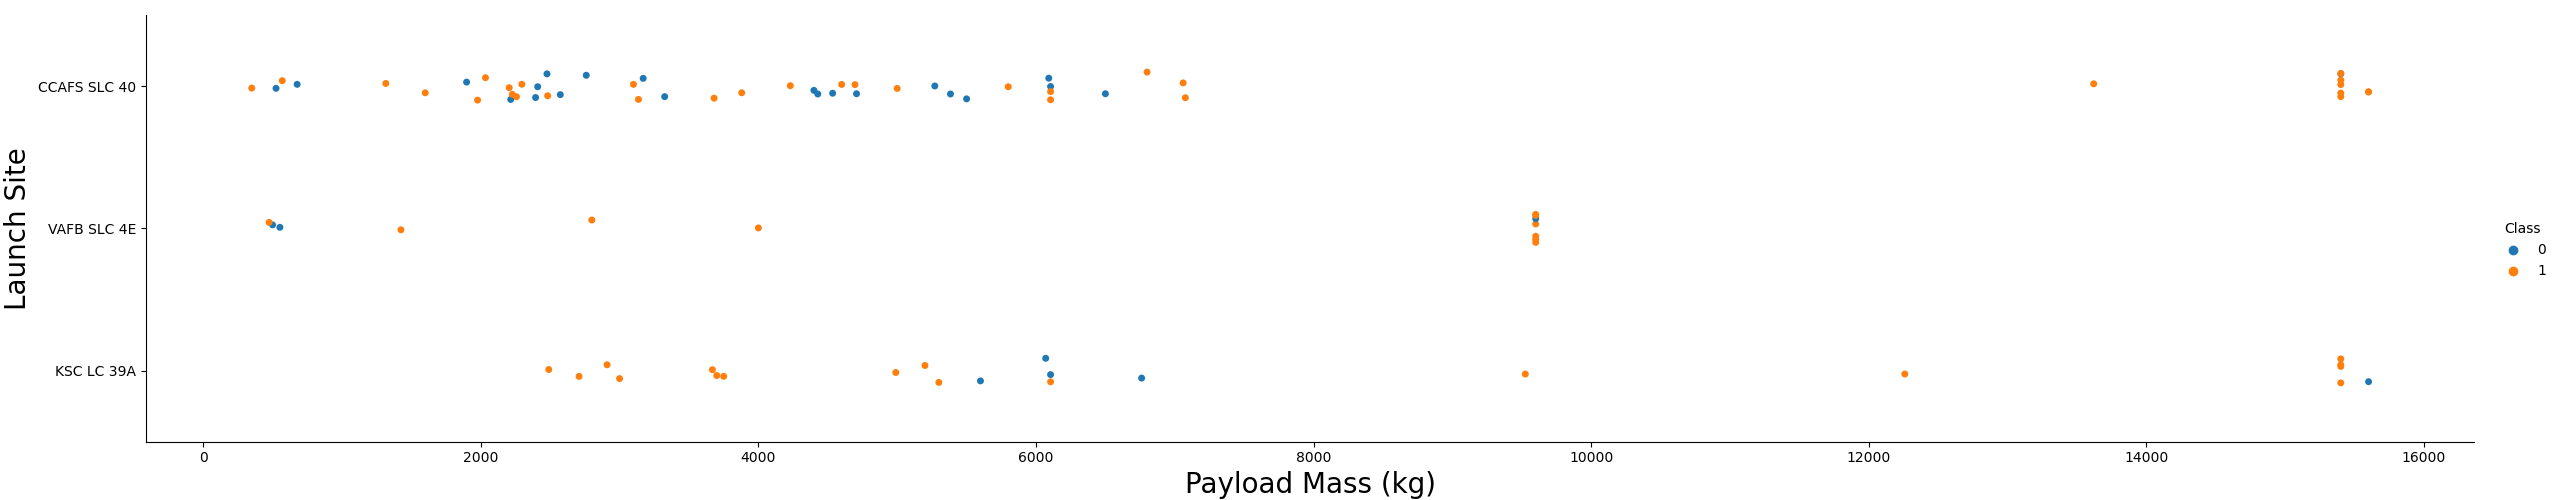 Launch Site
CCAFS SLC 40
VAFB SLC 4E
KSC LC 39A
0 2000 4000 6000 8000 10000 12000 14000 16000
Payload Mass (kg)
Class
0
1